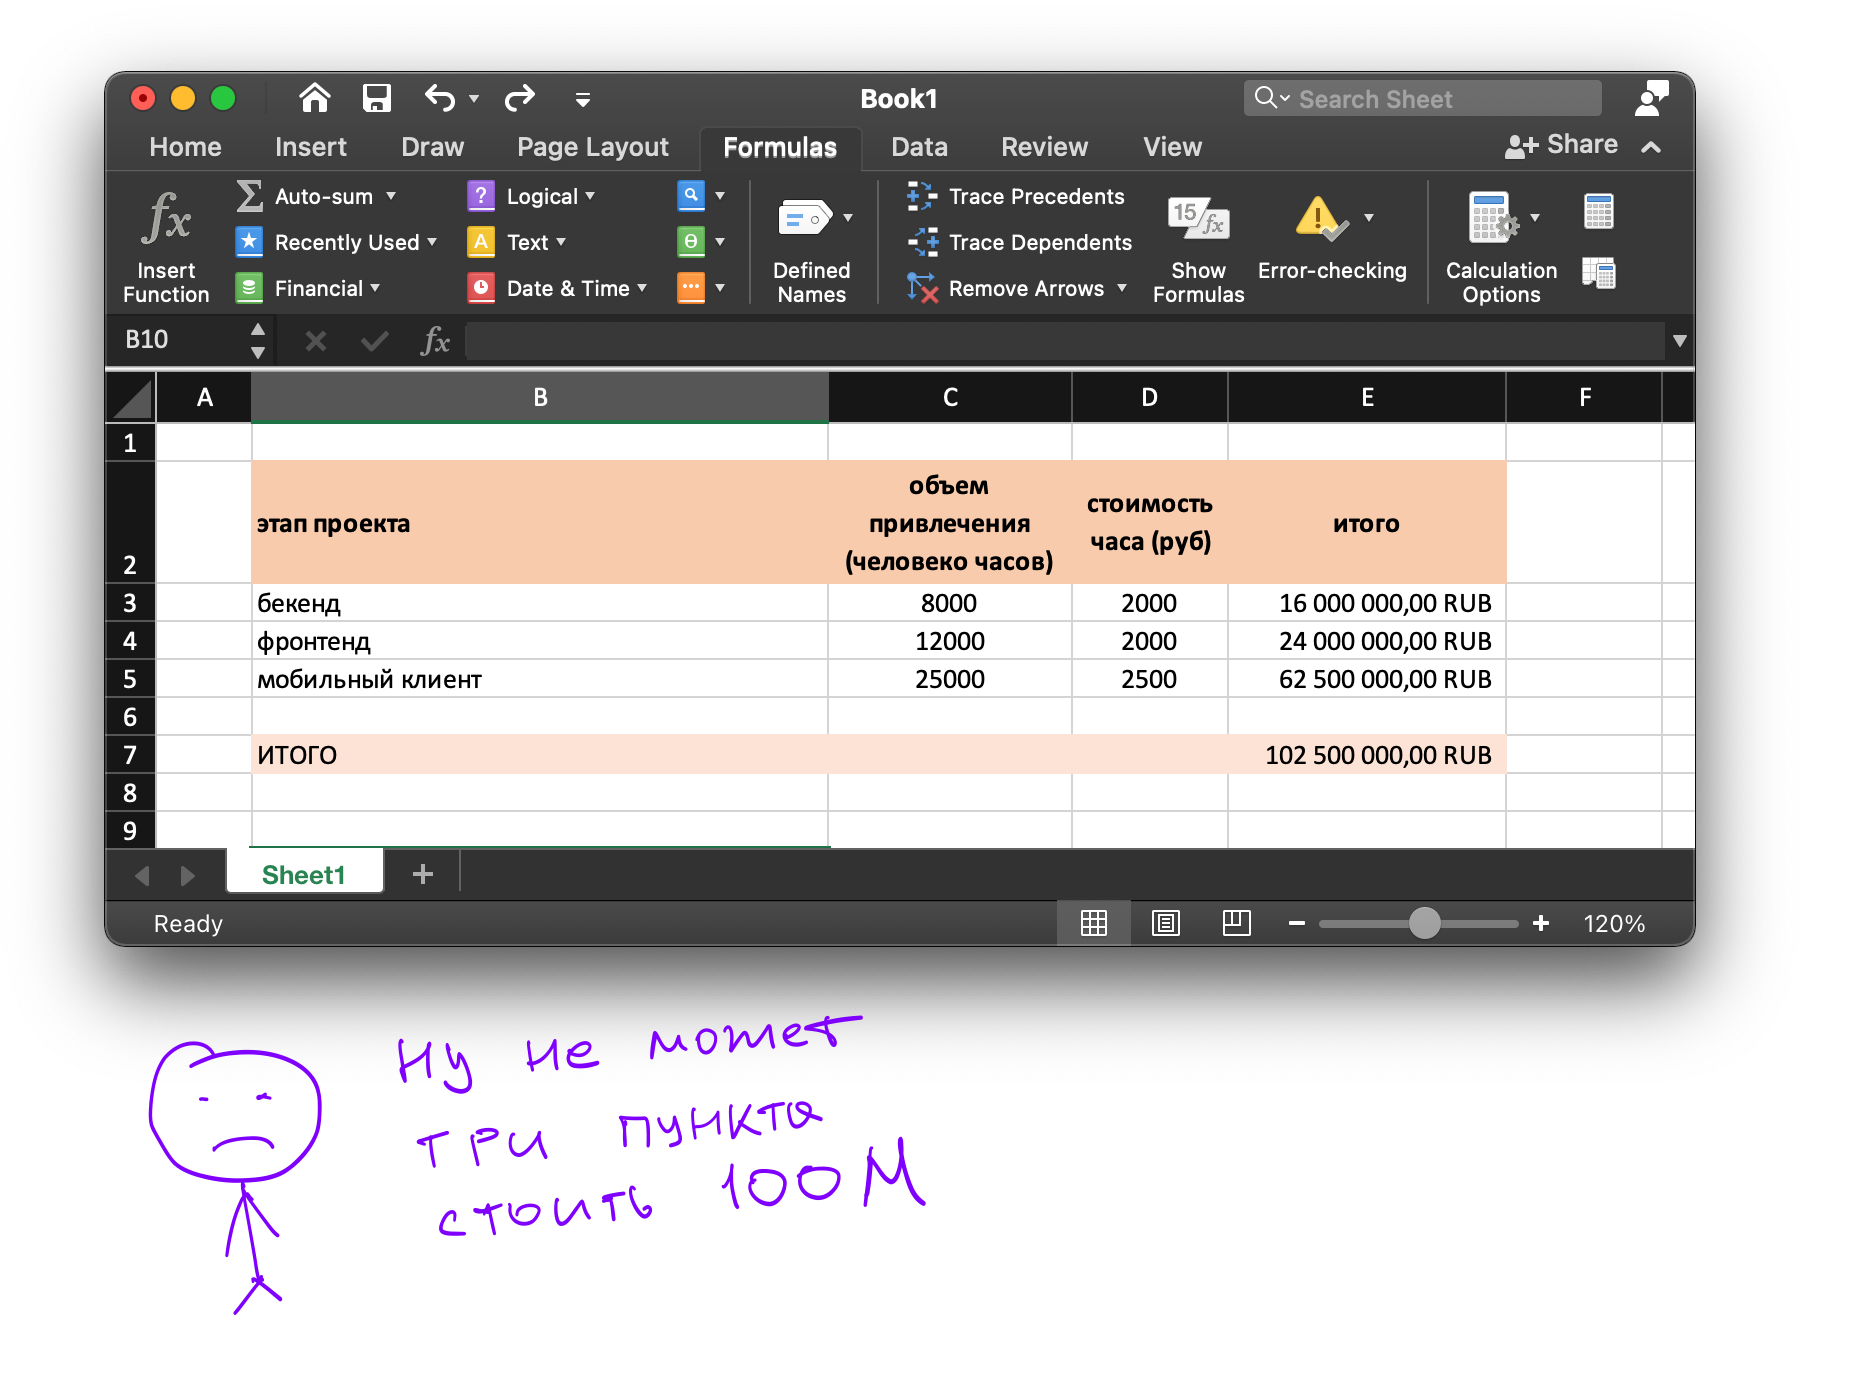 Book1
Search Sheet
Home Insert Draw Page Layout Formulas Data Review View Share
fx Auto-sum ? Logical Trace Precedents 15 fx
Recently Used A Text θ Trace Dependents
Insert Function Financial Date & Time Defined Names Remove Arrows Show Formulas Error-checking Calculation Options
B10 fx
A B C D E F
1
2 этап проекта объем привлечения (человеко часов) стоимость часа (руб) итого
3 бекенд 8000 2000 16 000 000,00 RUB
4 фронтенд 12000 2000 24 000 000,00 RUB
5 мобильный клиент 25000 2500 62 500 000,00 RUB
6
7 ИТОГО 102 500 000,00 RUB
8
9
Sheet1
Ready 120%
Ну не может
три пункта
стоить 100М